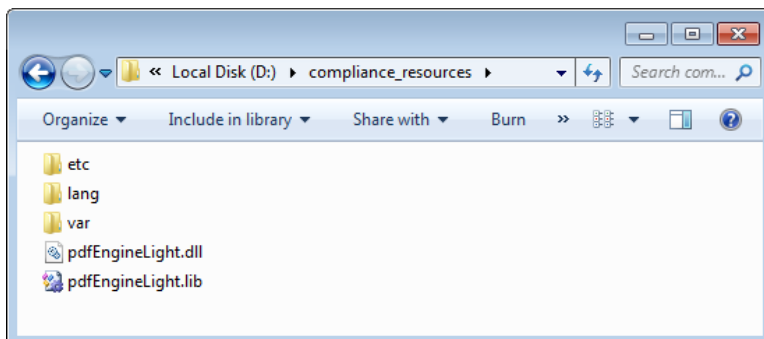 « Local Disk (D:) compliance_resources Search com...
Organize Include in library Share with Burn »
etc
lang
var
pdfEngineLight.dll
pdfEngineLight.lib